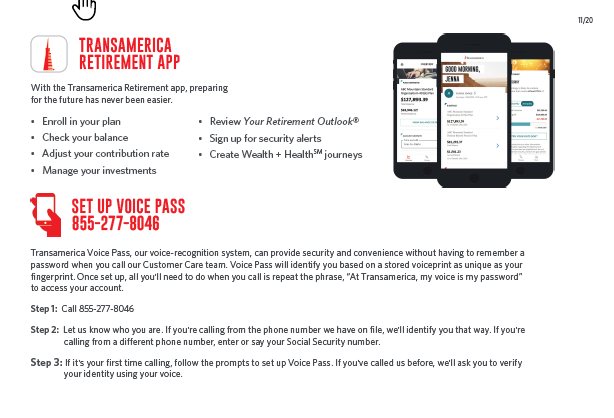 11/20
TRANSAMERICA
RETIREMENT APP
With the Transamerica Retirement app, preparing
for the future has never been easier.
• Enroll in your plan
• Check your balance
• Adjust your contribution rate
• Manage your investments
• Review Your Retirement Outlook®
• Sign up for security alerts
• Create Wealth + Health℠ journeys
GOOD MORNING,
JENNA
$127,893.39
SET UP VOICE PASS
855-277-8046
Transamerica Voice Pass, our voice-recognition system, can provide security and convenience without having to remember a
password when you call our Customer Care team. Voice Pass will identify you based on a stored voiceprint as unique as your
fingerprint. Once set up, all you'll need to do when you call is repeat the phrase, "At Transamerica, my voice is my password"
to access your account.
Step 1: Call 855-277-8046
Step 2: Let us know who you are. If you're calling from the phone number we have on file, we'll identify you that way. If you're
calling from a different phone number, enter or say your Social Security number.
Step 3: If it's your first time calling, follow the prompts to set up Voice Pass. If you've called us before, we'll ask you to verify
your identity using your voice.